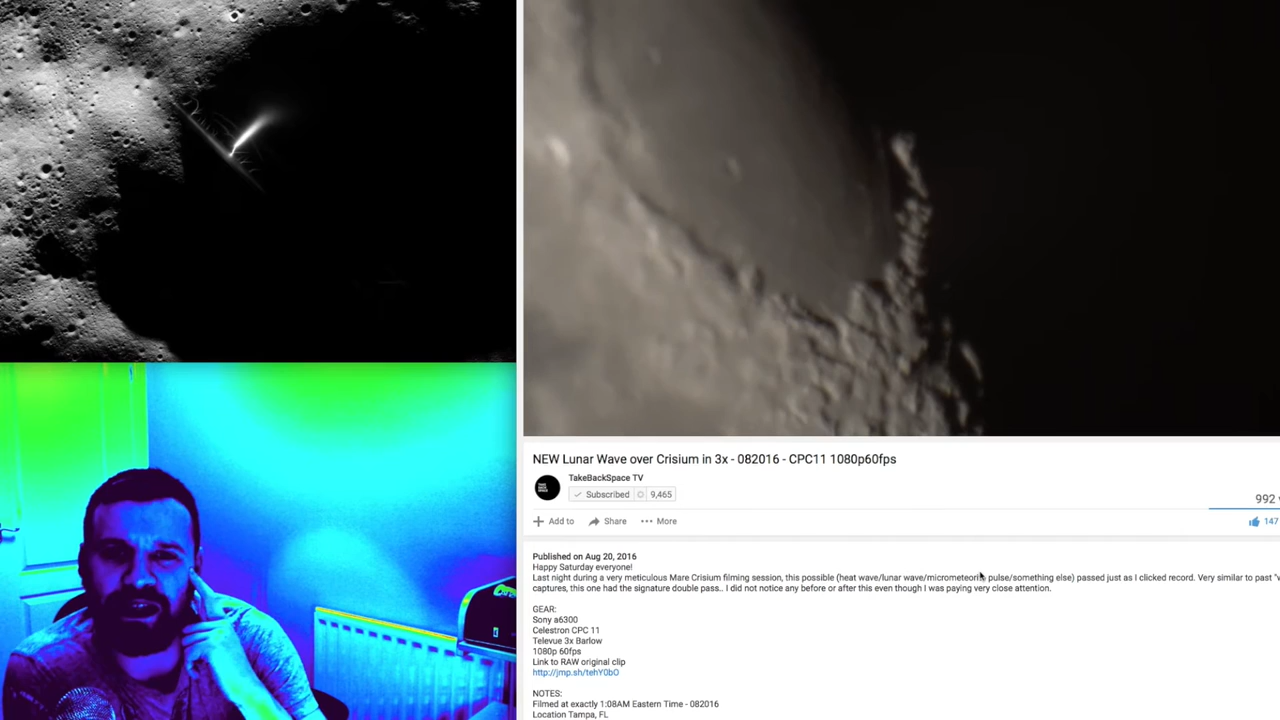 NEW Lunar Wave over Crisium in 3x - 082016 - CPC11 1080p60fps
TAKE BACK SPACE
TakeBackSpace TV
Subscribed 9,465
992
Add to Share More
147
Published on Aug 20, 2016
Happy Saturday everyone!
Last night during a very meticulous Mare Crisium filming session, this possible (heat wave/lunar wave/micrometeorite pulse/something else) passed just as I clicked record. Very similar to past
captures, this one had the signature double pass.. I did not notice any before or after this even though I was paying very close attention.
GEAR:
Sony a6300
Celestron CPC 11
Televue 3x Barlow
1080p 60fps
Link to RAW original clip
http://jmp.sh/tehY0bO
NOTES:
Filmed at exactly 1:08AM Eastern Time - 082016
Location Tampa, FL